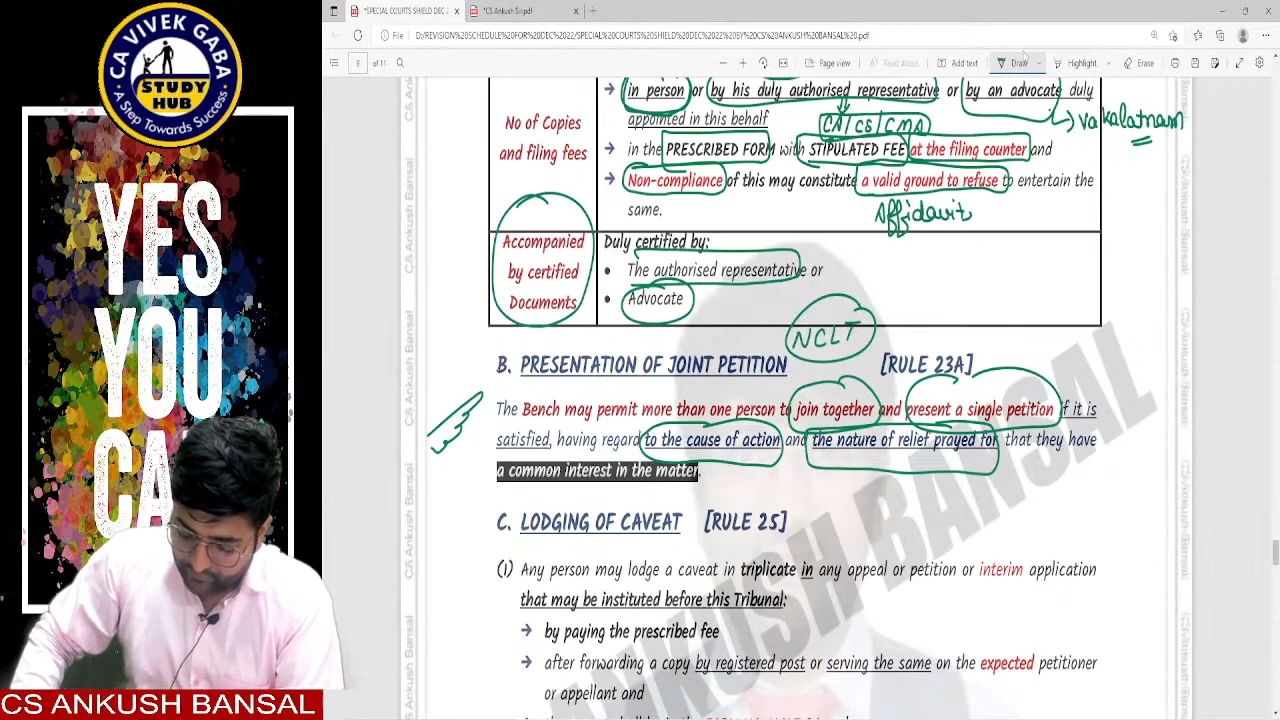 *SPECIAL COURTS SHIELD DEC 2
*CS Ankush Sir.pdf
CA VIVEK GABA
STUDY
HUB
A Step Towards Success
YES
YOU
CA
in person or by his duly authorised representative or by an advocate duly
appointed in this behalf
CA/CS/CMA
vakalatnam
No of Copies
and filing fees
in the PRESCRIBED FORM with STIPULATED FEE at the filing counter and
Non-compliance of this may constitute a valid ground to refuse to entertain the
same.
Affidavit
Accompanied
by certified
Documents
Duly certified by:
• The authorised representative or
• Advocate
NCLT
B. PRESENTATION OF JOINT PETITION [RULE 23A]
The Bench may permit more than one person to join together and present a single petition if it is
satisfied, having regard to the cause of action and the nature of relief prayed for that they have
a common interest in the matter.
C. LODGING OF CAVEAT [RULE 25]
(1) Any person may lodge a caveat in triplicate in any appeal or petition or interim application
that may be instituted before this Tribunal:
by paying the prescribed fee
after forwarding a copy by registered post or serving the same on the expected petitioner
or appellant and
CS ANKUSH BANSAL